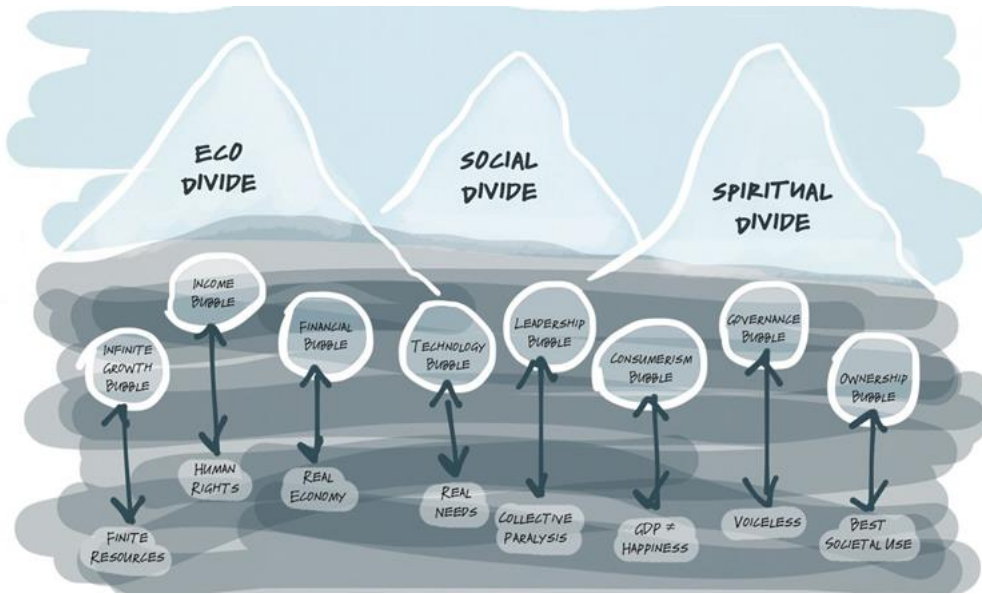 ECO
DIVIDE
SOCIAL
DIVIDE
SPIRITUAL
DIVIDE
INFINITE
GROWTH
BUBBLE
INCOME
BUBBLE
FINANCIAL
BUBBLE
TECHNOLOGY
BUBBLE
LEADERSHIP
BUBBLE
CONSUMERISM
BUBBLE
GOVERNANCE
BUBBLE
OWNERSHIP
BUBBLE
FINITE
RESOURCES
HUMAN
RIGHTS
REAL
ECONOMY
REAL
NEEDS
COLLECTIVE
PARALYSIS
GDP ≠
HAPPINESS
VOICELESS
BEST
SOCIETAL USE